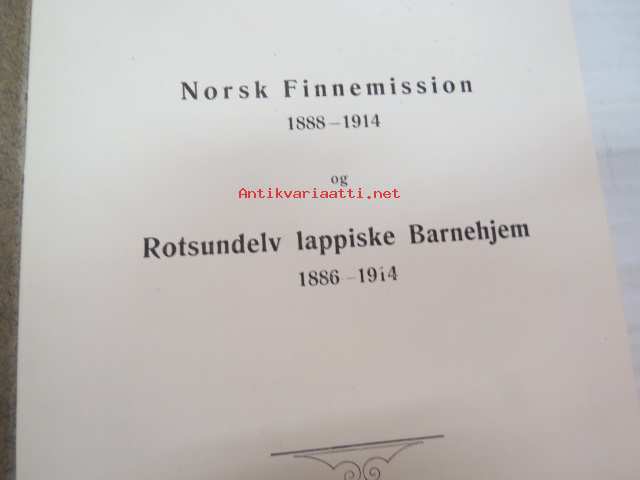 Norsk Finnemission
1888-1914
og
Antikvariaatti.net
Rotsundelv lappiske Barnehjem
1886-1914